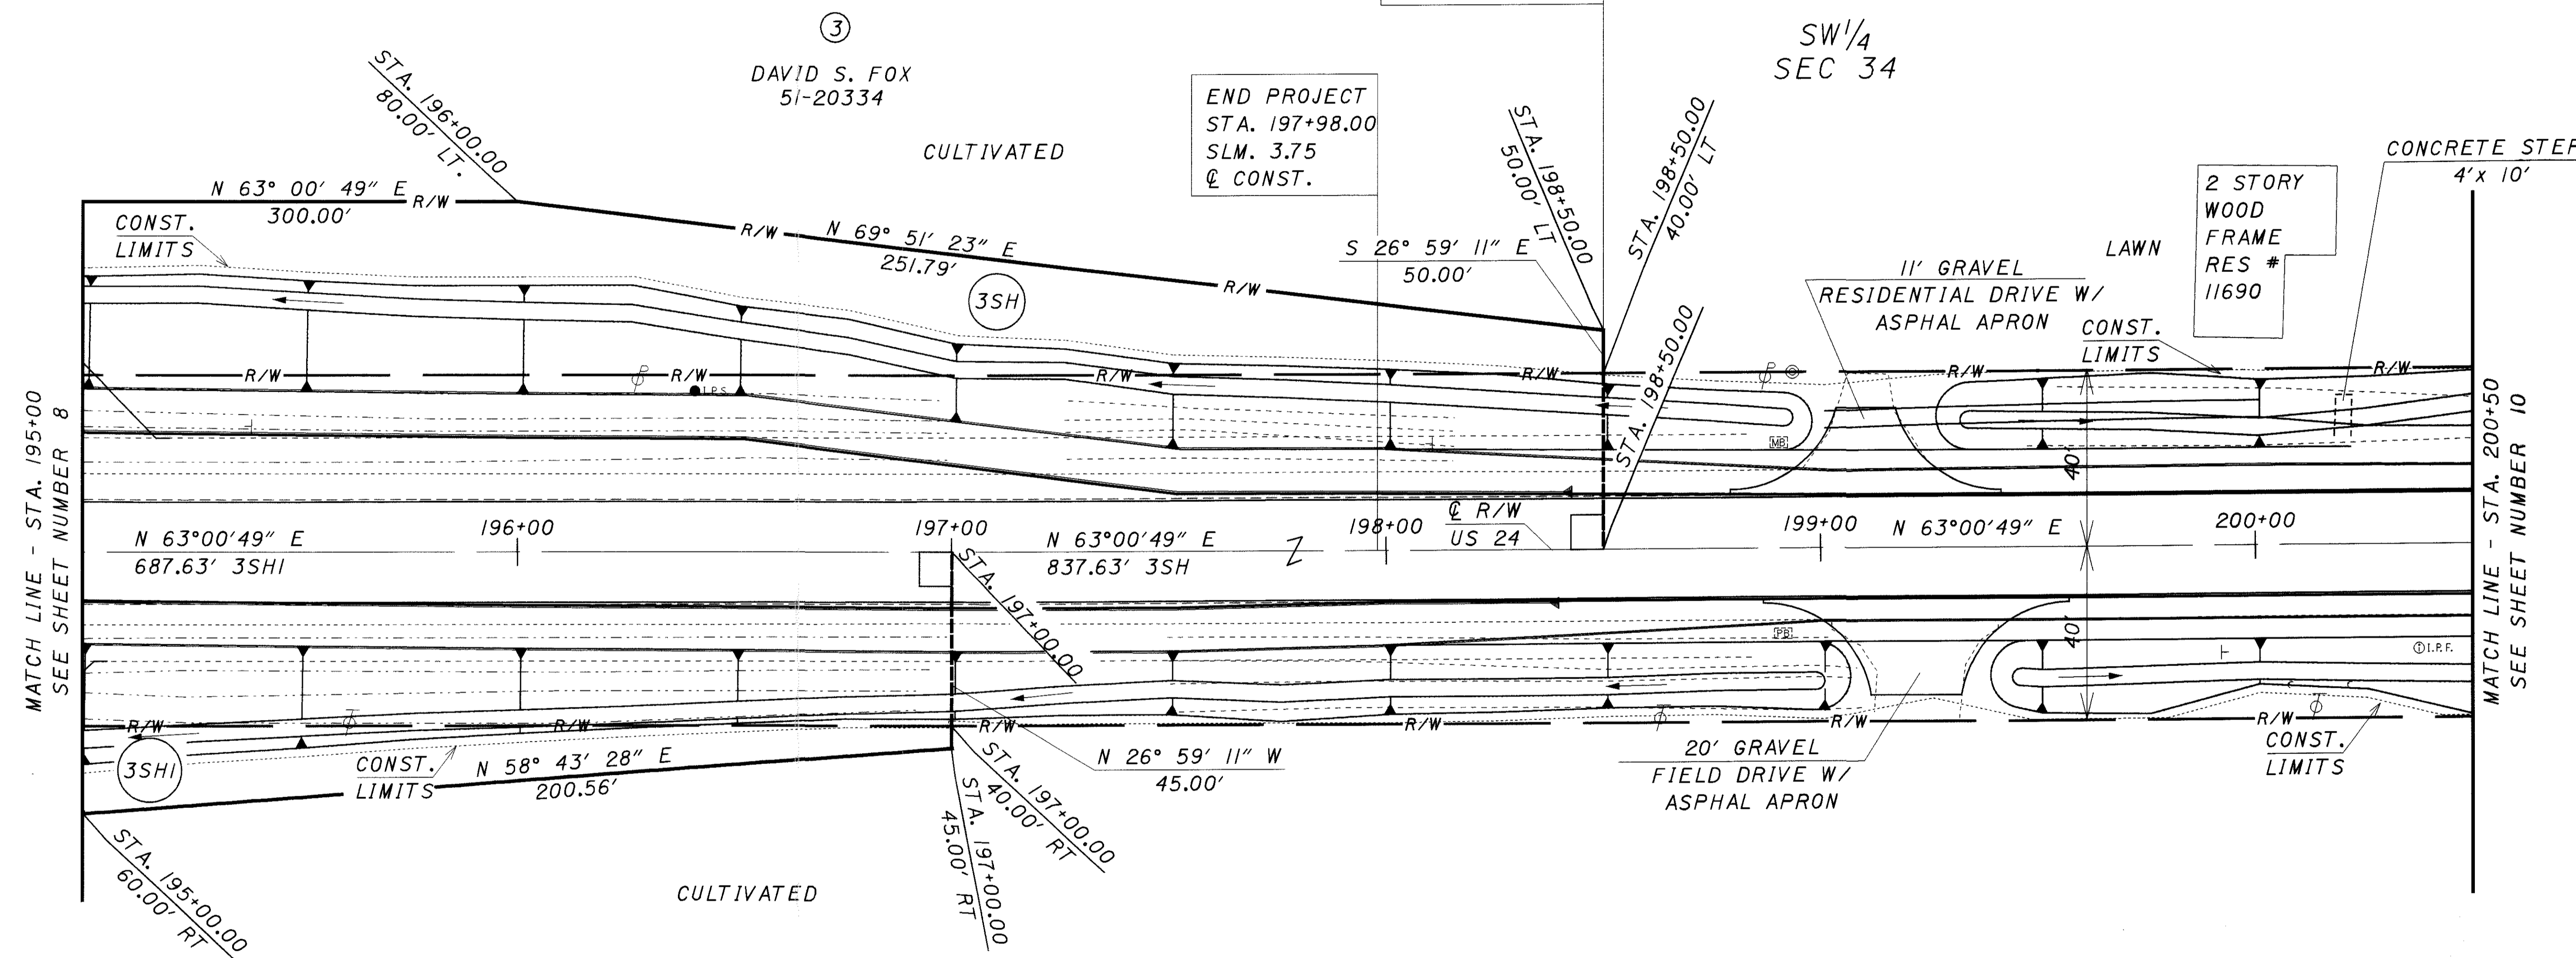 3
DAVID S. FOX
51-20334
CULTIVATED
SW 1/4
SEC 34
END PROJECT
STA. 197+98.00
SLM. 3.75
℄ CONST.
STA. 196+00.00
80.00' LT.
STA. 198+50.00
50.00' LT
STA. 198+50.00
40.00' LT
STA. 198+50.00
CONCRETE STEP
4' x 10'
2 STORY
WOOD
FRAME
RES #
11690
LAWN
N 63° 00' 49" E
300.00'
R/W
CONST.
LIMITS
R/W
N 69° 51' 23" E
251.79'
R/W
3SH
S 26° 59' 11" E
50.00'
11' GRAVEL
RESIDENTIAL DRIVE W/
ASPHAL APRON
CONST.
LIMITS
R/W
R/W
R/W
R/W
R/W
R/W
I.P.S.
MB
40'
MATCH LINE - STA. 195+00
SEE SHEET NUMBER 8
N 63°00'49" E
687.63' 3SH1
196+00
197+00
N 63°00'49" E
837.63' 3SH
198+00
℄ R/W
US 24
199+00
N 63°00'49" E
200+00
MATCH LINE - STA. 200+50
SEE SHEET NUMBER 10
STA. 197+00.00
PB
40'
I.P.F.
R/W
R/W
R/W
R/W
R/W
R/W
3SH1
CONST.
LIMITS
N 58° 43' 28" E
200.56'
STA. 197+00.00
40.00' RT
STA. 197+00.00
45.00' RT
N 26° 59' 11" W
45.00'
20' GRAVEL
FIELD DRIVE W/
ASPHAL APRON
CONST.
LIMITS
STA. 195+00.00
60.00' RT
CULTIVATED